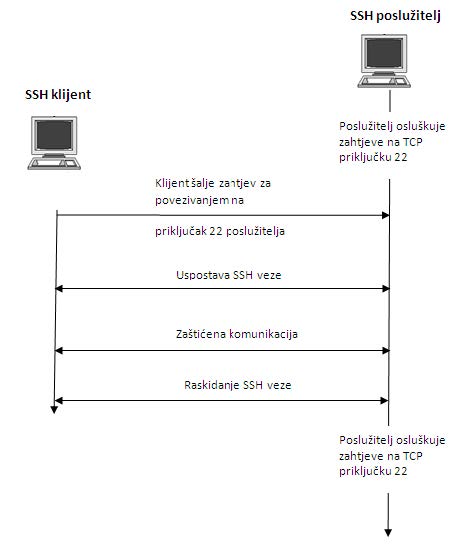 SSH poslužitelj
SSH klijent
Poslužitelj osluškuje
zahtjeve na TCP
priključku 22
Klijent šalje zahtjev za
povezivanjem na
priključak 22 poslužitelja
Uspostava SSH veze
Zaštićena komunikacija
Raskidanje SSH veze
Poslužitelj osluškuje
zahtjeve na TCP
priključku 22